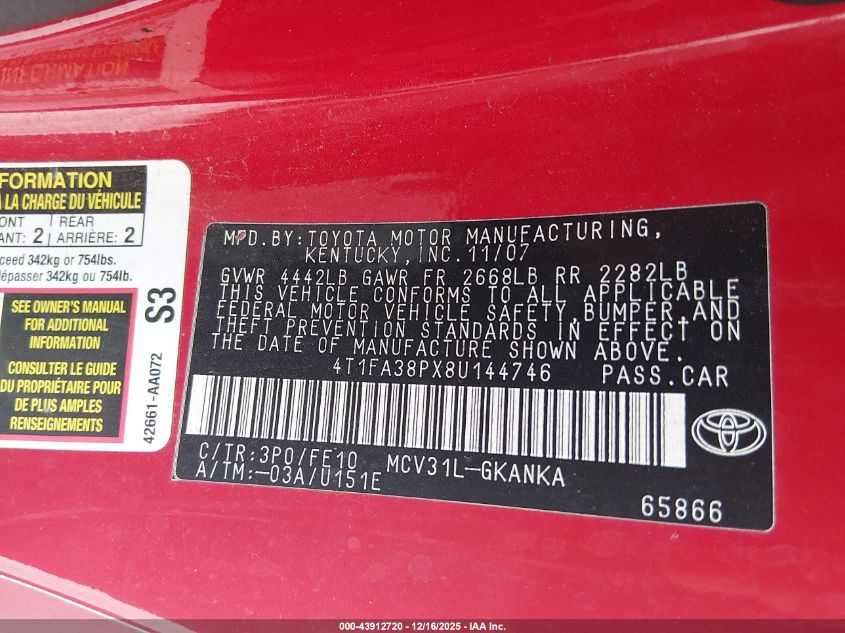 FORMATION
À LA CHARGE DU VÉHICULE
ONT
ANT: 2
REAR
ARRIÈRE: 2
ceed 342kg or 754lbs.
dépasser 342kg ou 754lb.
SEE OWNER'S MANUAL
FOR ADDITIONAL
INFORMATION
CONSULTER LE GUIDE
DU PROPRIÉTAIRE POUR
DE PLUS AMPLES
RENSEIGNEMENTS
S3
42661-AA072
MFD.BY:TOYOTA MOTOR MANUFACTURING,
KENTUCKY, INC. 11/07
GVWR 4442LB GAWR FR 2668LB RR 2282LB
THIS VEHICLE CONFORMS TO ALL APPLICABLE
FEDERAL MOTOR VEHICLE SAFETY, BUMPER, AND
THEFT PREVENTION STANDARDS IN EFFECT ON
THE DATE OF MANUFACTURE SHOWN ABOVE.
4T1FA38PX8U144746 PASS.CAR
C/TR:3P0/FE10 MCV31L-GKANKA
A/TM:-03A/U151E
65866
TOYOTA
000-43912720 - 12/16/2025 - IAA Inc.